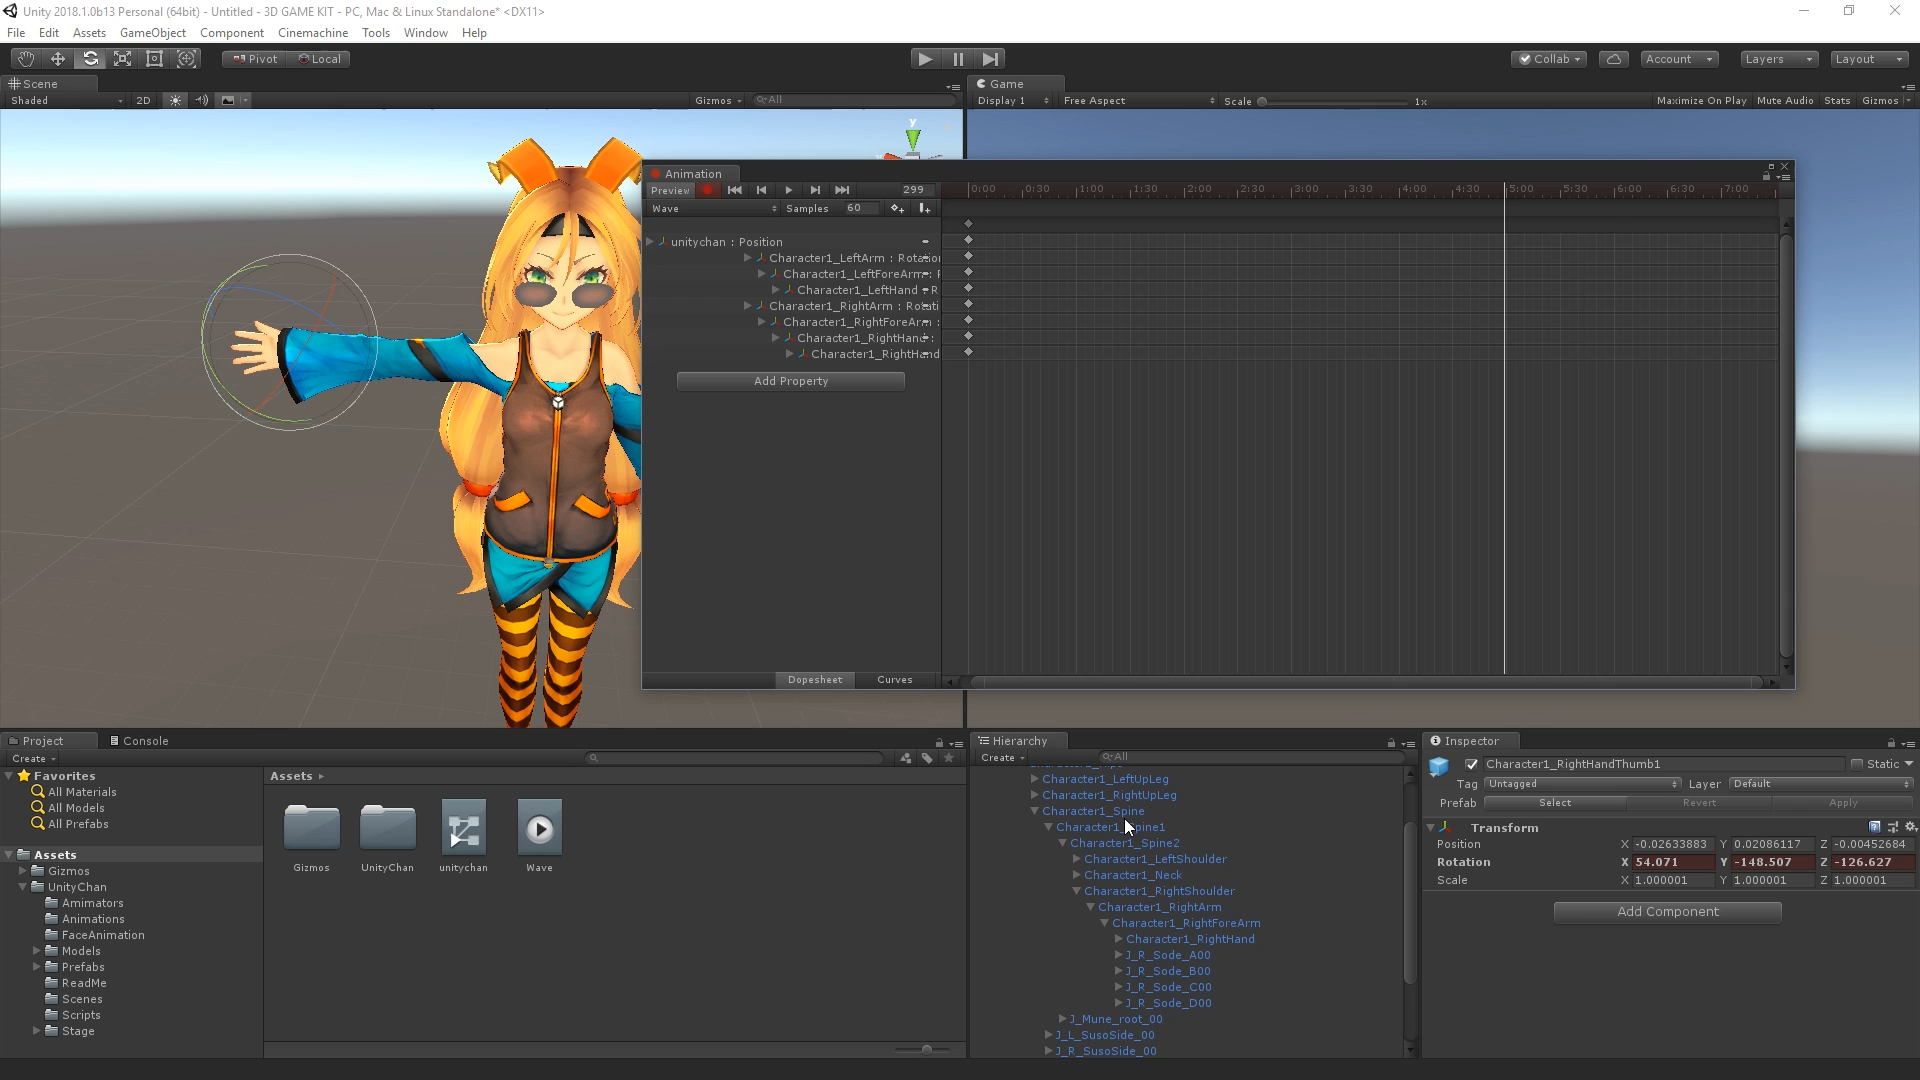 Unity 2018.1.0b13 Personal (64bit) - Untitled - 3D GAME KIT - PC, Mac & Linux Standalone* <DX11>
File Edit Assets GameObject Component Cinemachine Tools Window Help
Pivot Local Collab Account Layers Layout
Scene Game
Shaded 2D Gizmos All Display 1 Free Aspect Scale 1x Maximize On Play Mute Audio Stats Gizmos
y
Animation
Preview 299 0:00 0:30 1:00 1:30 2:00 2:30 3:00 3:30 4:00 4:30 5:00 5:30 6:00 6:30 7:00
Wave Samples 60
unitychan : Position
Character1_LeftArm :
Character1_LeftForeArm
Character1_LeftHand
Character1_RightArm :
Character1_RightForeArm :
Character1_RightHand :
Character1_RightHand
Add Property
Dopesheet Curves
Project Console
Create
Favorites
All Materials
All Models
All Prefabs
Assets
Gizmos
UnityChan
Amimators
Animations
FaceAnimation
Models
Prefabs
ReadMe
Scenes
Scripts
Stage
Assets
Gizmos UnityChan unitychan Wave
Hierarchy
Create All
Character1_LeftUpLeg
Character1_RightUpLeg
Character1_Spine
Character1_Spine1
Character1_Spine2
Character1_LeftShoulder
Character1_Neck
Character1_RightShoulder
Character1_RightArm
Character1_RightForeArm
Character1_RightHand
J_R_Sode_A00
J_R_Sode_B00
J_R_Sode_C00
J_R_Sode_D00
J_Mune_root_00
J_L_SusoSide_00
J_R_SusoSide_00
Inspector
Character1_RightHandThumb1 Static
Tag Untagged Layer Default
Prefab Select Revert Apply
Transform
Position X -0.02633883 Y 0.02086117 Z -0.00452684
Rotation X 54.071 Y -148.507 Z -126.627
Scale X 1.000001 Y 1.000001 Z 1.000001
Add Component